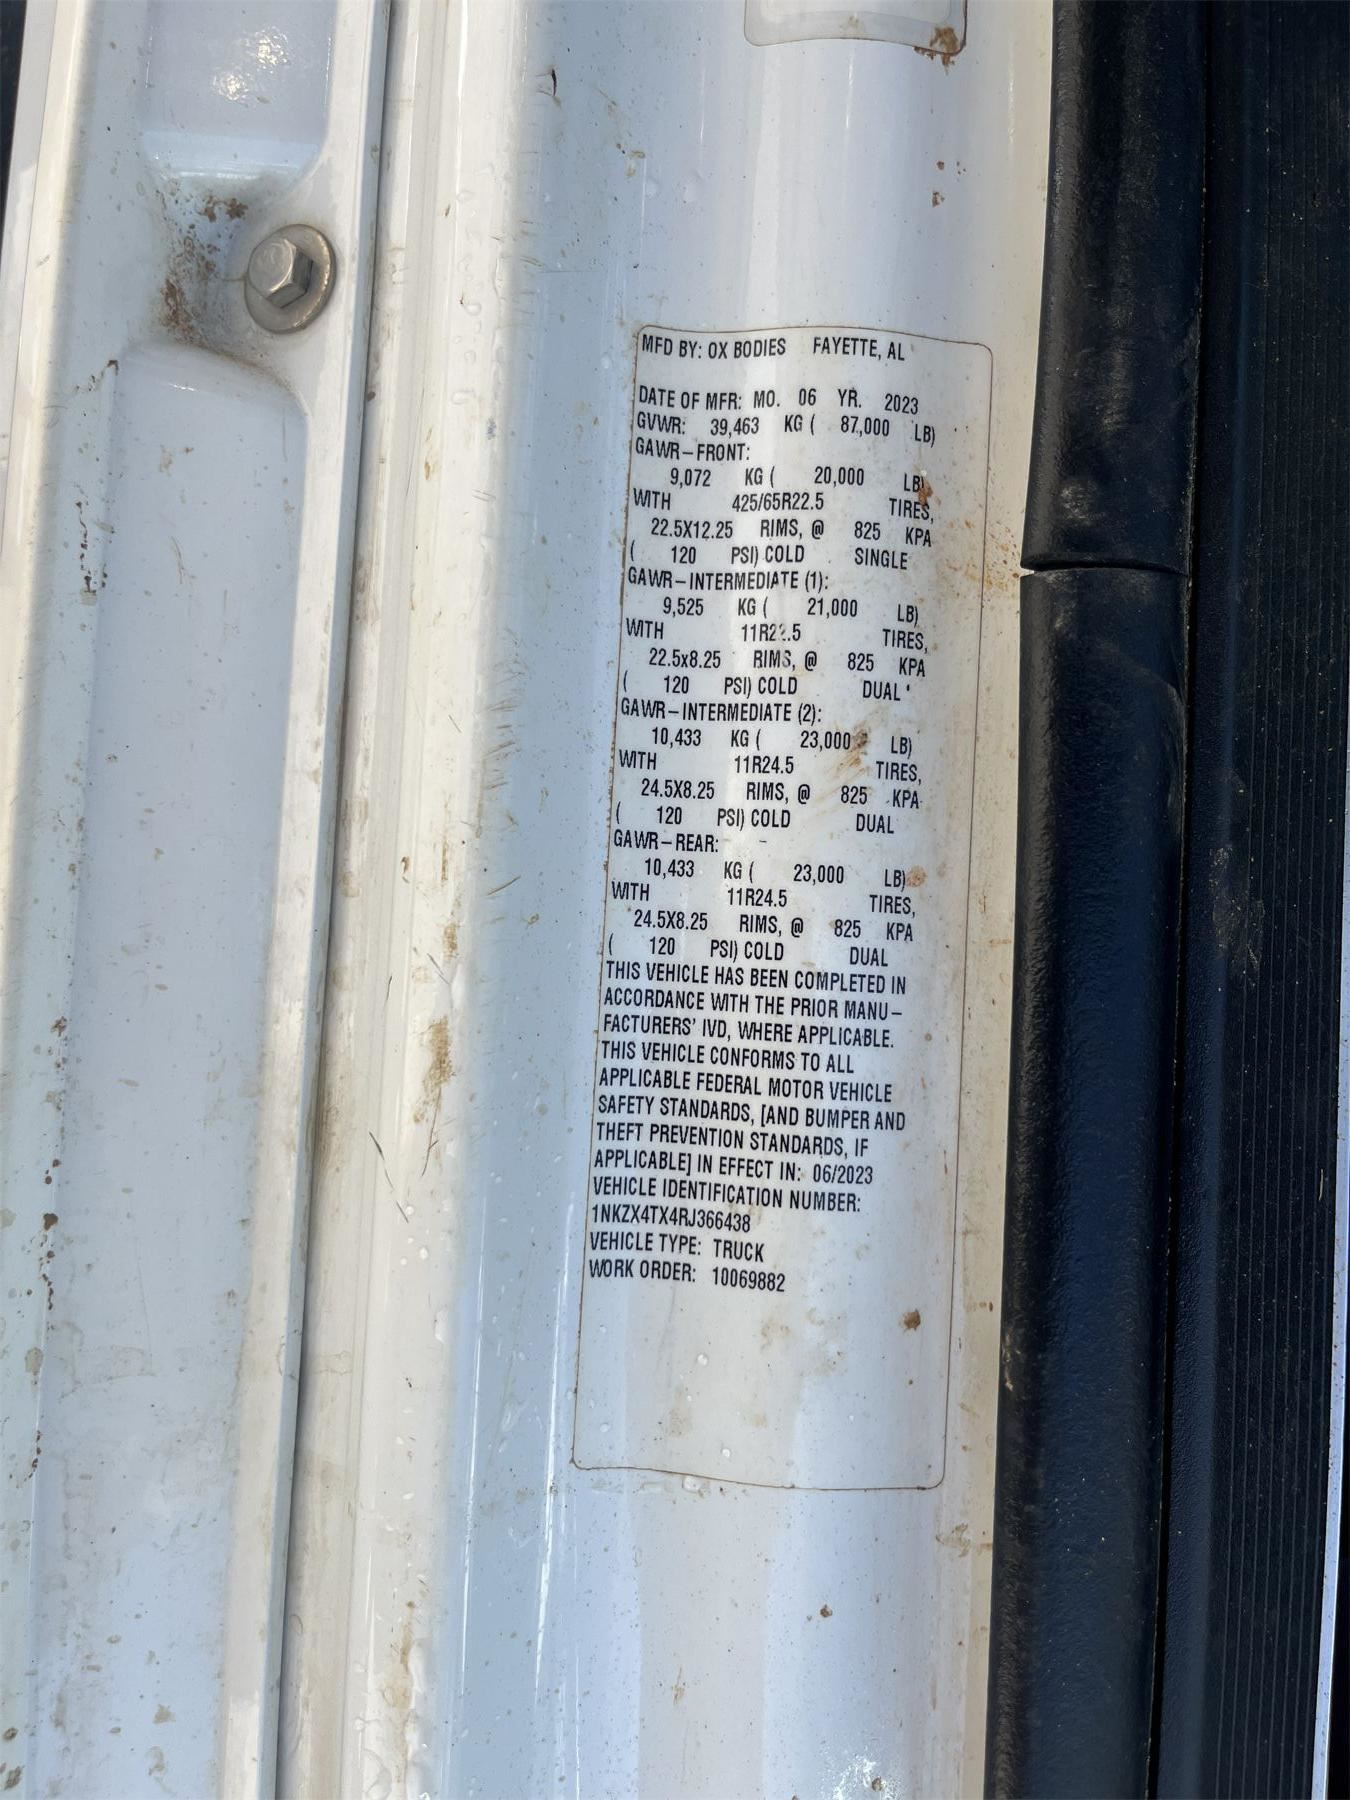 MFD BY: OX BODIES FAYETTE, AL
DATE OF MFR: MO. 06 YR. 2023
GVWR: 39,463 KG ( 87,000 LB)
GAWR-FRONT:
9,072 KG ( 20,000 LB)
WITH 425/65R22.5 TIRES,
22.5X12.25 RIMS, @ 825 KPA
( 120 PSI) COLD SINGLE
GAWR-INTERMEDIATE (1):
9,525 KG ( 21,000 LB)
WITH 11R22.5 TIRES,
22.5x8.25 RIMS, @ 825 KPA
( 120 PSI) COLD DUAL
GAWR-INTERMEDIATE (2):
10,433 KG ( 23,000 LB)
WITH 11R24.5 TIRES,
24.5X8.25 RIMS, @ 825 KPA
( 120 PSI) COLD DUAL
GAWR-REAR:
10,433 KG ( 23,000 LB)
WITH 11R24.5 TIRES,
24.5X8.25 RIMS, @ 825 KPA
( 120 PSI) COLD DUAL
THIS VEHICLE HAS BEEN COMPLETED IN
ACCORDANCE WITH THE PRIOR MANU-
FACTURERS' IVD, WHERE APPLICABLE.
THIS VEHICLE CONFORMS TO ALL
APPLICABLE FEDERAL MOTOR VEHICLE
SAFETY STANDARDS, [AND BUMPER AND
THEFT PREVENTION STANDARDS, IF
APPLICABLE] IN EFFECT IN: 06/2023
VEHICLE IDENTIFICATION NUMBER:
1NKZX4TX4RJ366438
VEHICLE TYPE: TRUCK
WORK ORDER: 10069882